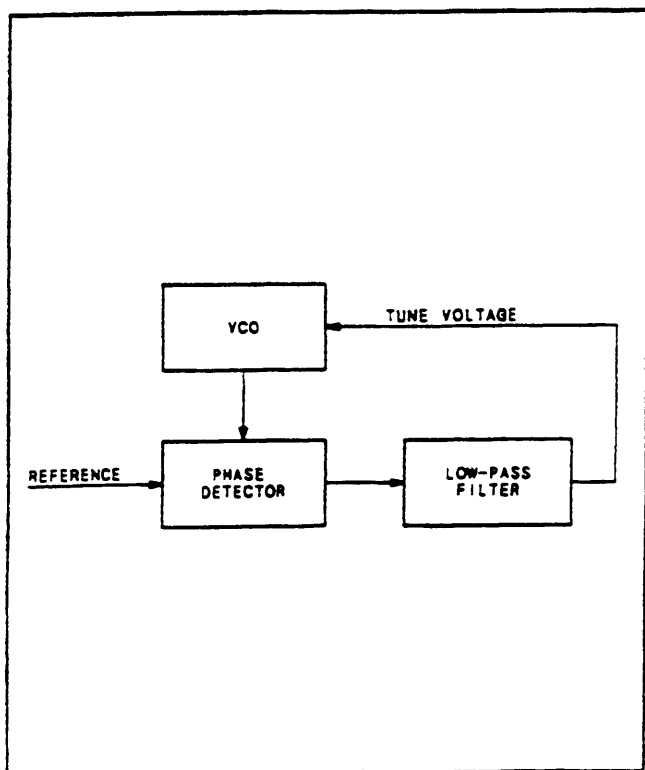 VCO
TUNE VOLTAGE
REFERENCE
PHASE
DETECTOR
LOW-PASS
FILTER